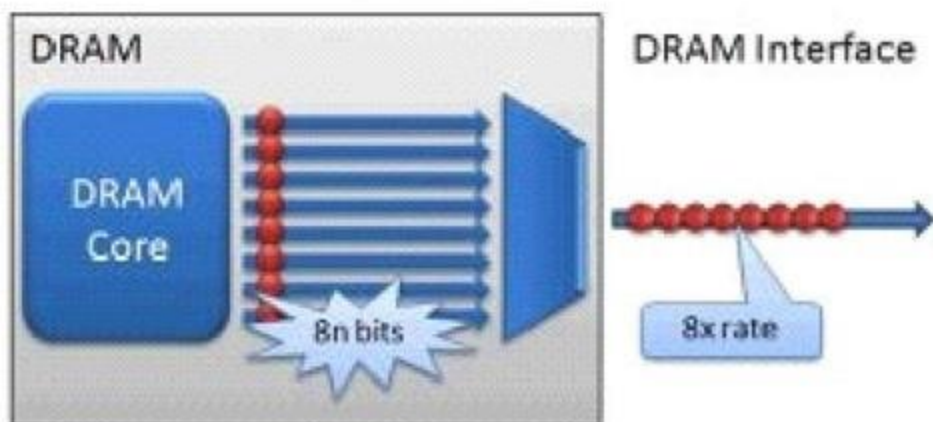 DRAM
DRAM Interface
DRAM
Core
8n bits
8x rate